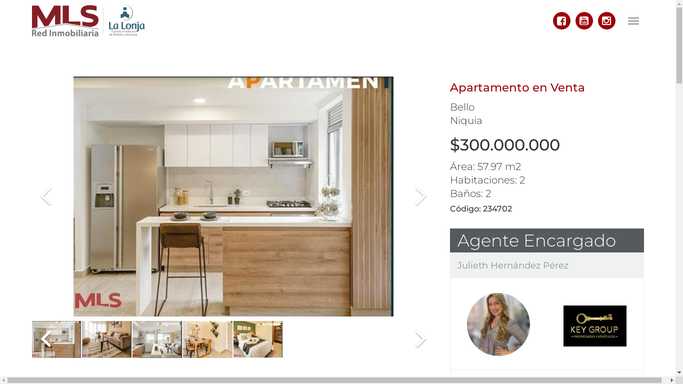 MLS
Red Inmobiliaria
La Lonja
APARTAMEN
MLS
Apartamento en Venta
Bello
Niquia
$300.000.000
Área: 57.97 m2
Habitaciones: 2
Baños: 2
Código: 234702
Agente Encargado
Julieth Hernández Pérez
KEY GROUP